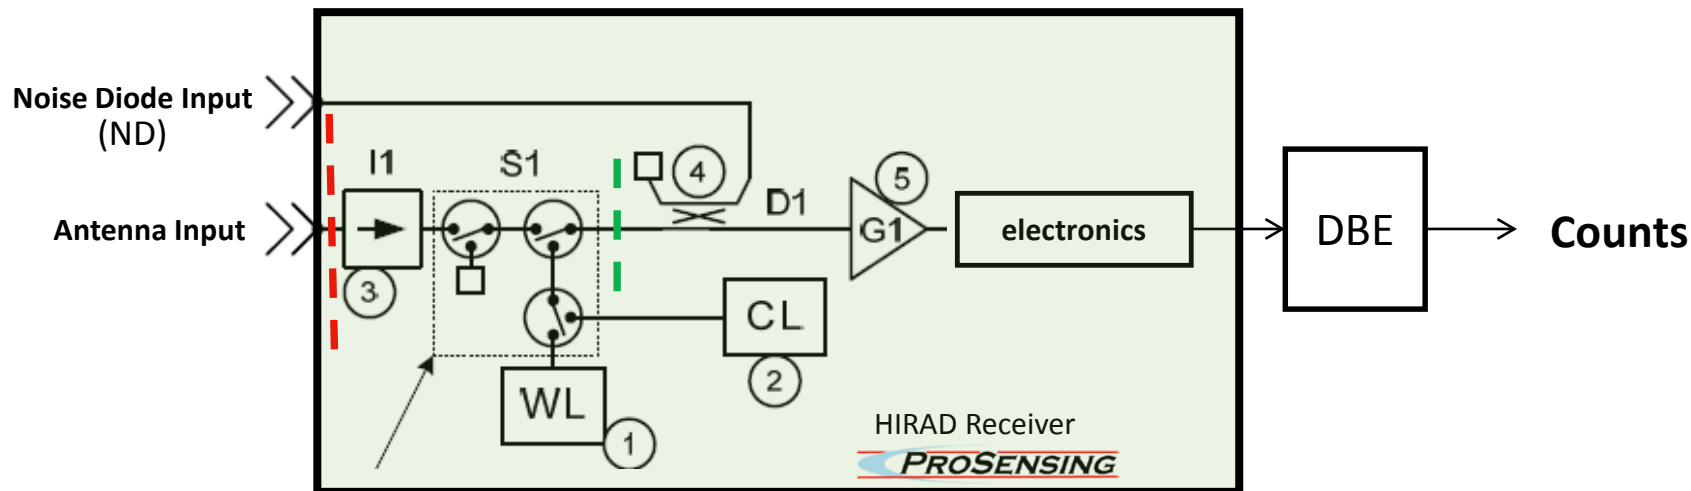 Noise Diode Input
(ND)
I1
S1
4
D1
5
Antenna Input
G1
electronics
DBE
Counts
3
CL
2
WL
1
HIRAD Receiver
PROSENSING